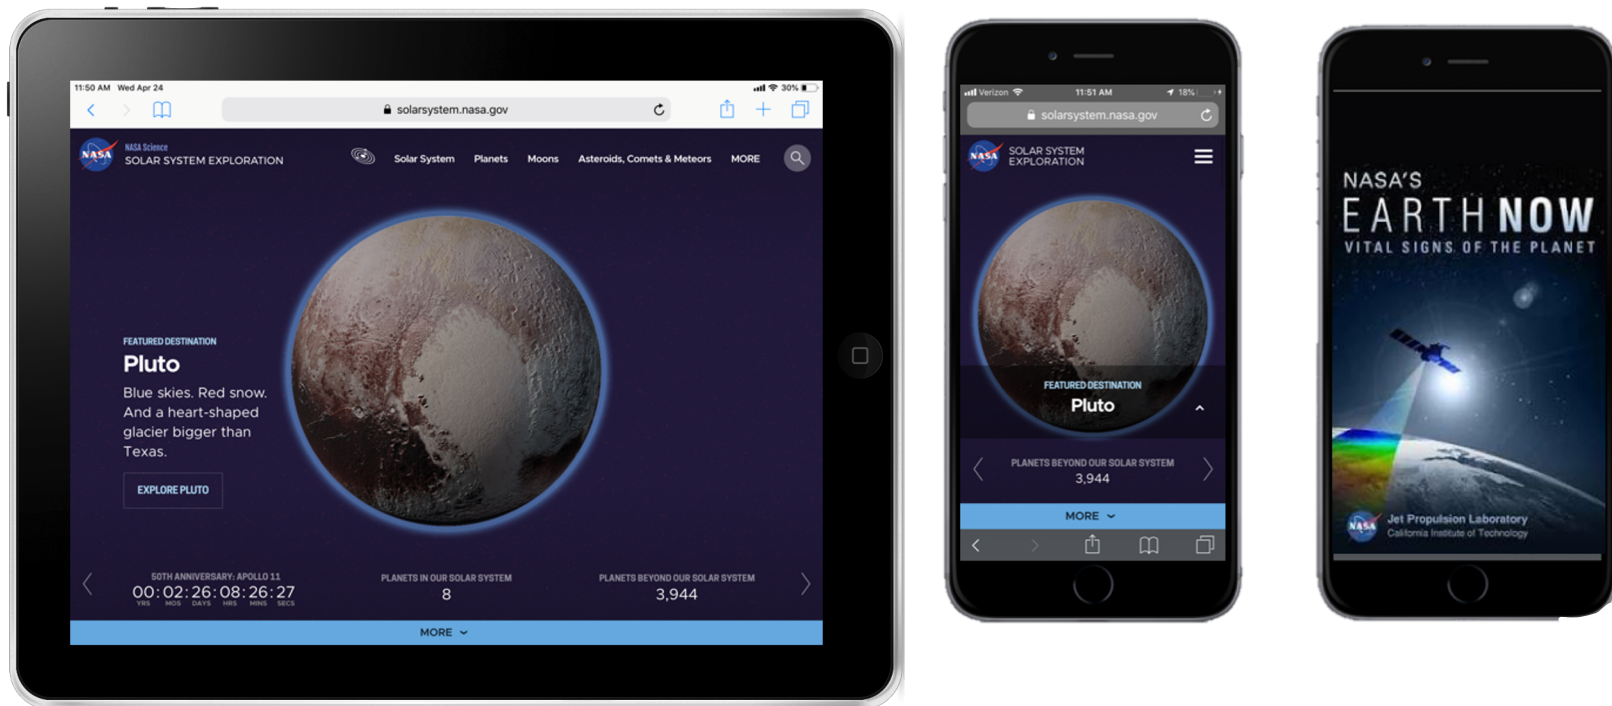 11:50 AM Wed Apr 24
30%
solarsystem.nasa.gov
NASA
NASA Science
SOLAR SYSTEM EXPLORATION
Solar System Planets Moons Asteroids, Comets & Meteors MORE
FEATURED DESTINATION
Pluto
Blue skies. Red snow.
And a heart-shaped
glacier bigger than
Texas.
EXPLORE PLUTO
50TH ANNIVERSARY: APOLLO 11
00:02:26:08:26:27
YRS MOS DAYS HRS MINS SECS
PLANETS IN OUR SOLAR SYSTEM
8
PLANETS BEYOND OUR SOLAR SYSTEM
3,944
MORE
Verizon 11:51 AM 18%
solarsystem.nasa.gov
NASA
SOLAR SYSTEM
EXPLORATION
FEATURED DESTINATION
Pluto
PLANETS BEYOND OUR SOLAR SYSTEM
3,944
MORE
NASA'S
EARTH NOW
VITAL SIGNS OF THE PLANET
NASA
Jet Propulsion Laboratory
California Institute of Technology